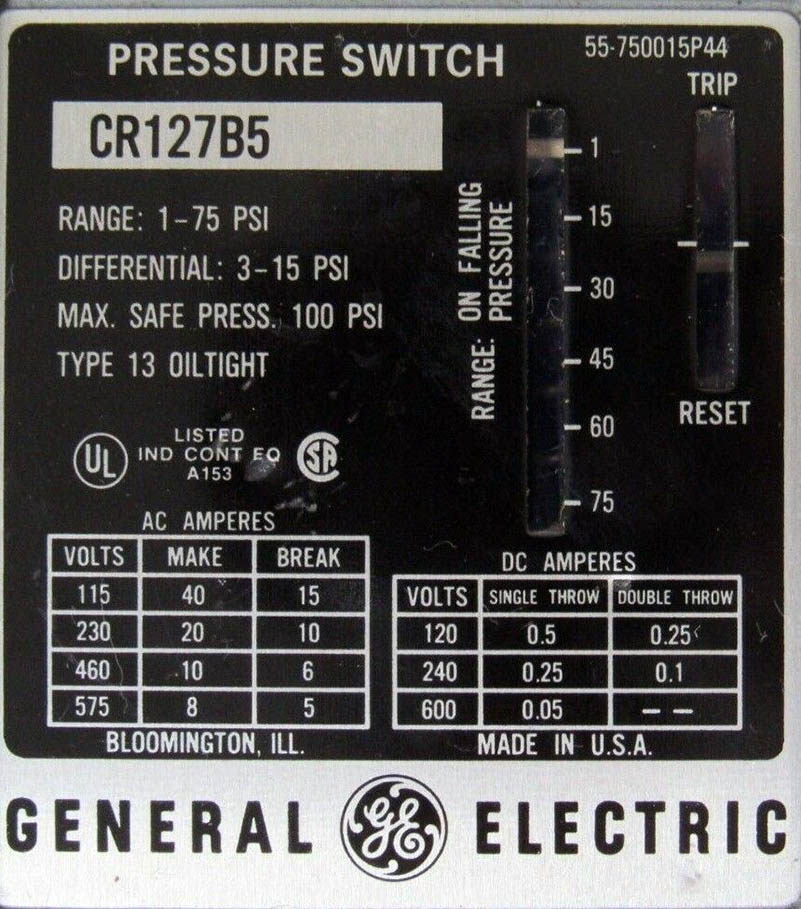 PRESSURE SWITCH
55-750015P44
CR127B5
RANGE: 1-75 PSI
DIFFERENTIAL: 3-15 PSI
MAX. SAFE PRESS. 100 PSI
TYPE 13 OILTIGHT
UL
LISTED
IND CONT EQ
A153
SA
RANGE: ON FALLING
PRESSURE
1
15
30
45
60
75
TRIP
RESET
AC AMPERES
VOLTS MAKE BREAK
115 40 15
230 20 10
460 10 6
575 8 5
BLOOMINGTON, ILL.
DC AMPERES
VOLTS SINGLE THROW DOUBLE THROW
120 0.5 0.25
240 0.25 0.1
600 0.05 – –
MADE IN U.S.A.
GENERAL GE ELECTRIC